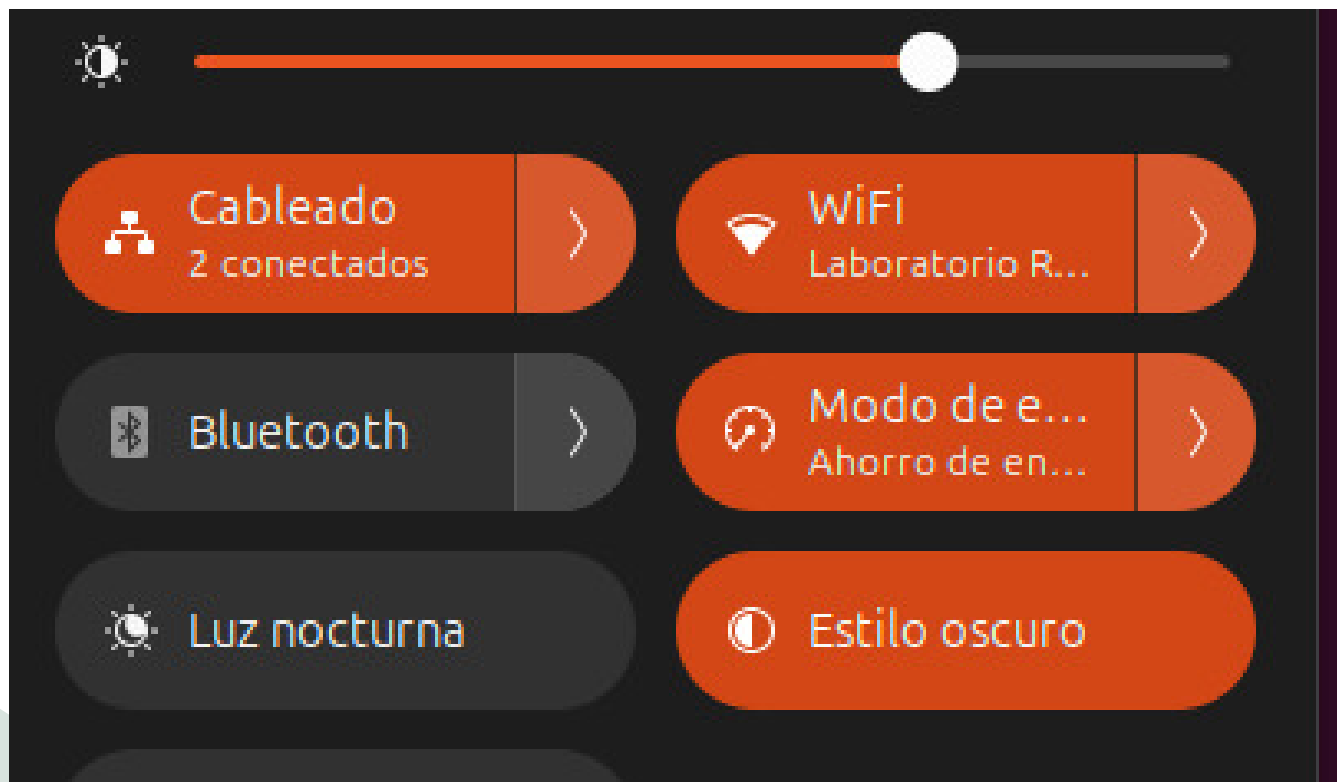 Cableado
2 conectados
WiFi
Laboratorio R...
Bluetooth
Modo de e...
Ahorro de en...
Luz nocturna
Estilo oscuro